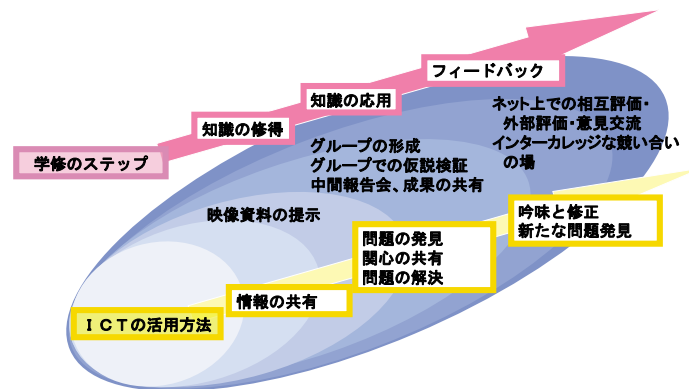 フィードバック
知識の応用
知識の修得
学修のステップ
ネット上での相互評価・
外部評価・意見交流
インターカレッジな競い合い
の場
グループの形成
グループでの仮説検証
中間報告会、成果の共有
映像資料の提示
吟味と修正
新たな問題発見
問題の発見
関心の共有
問題の解決
情報の共有
ＩＣＴの活用方法